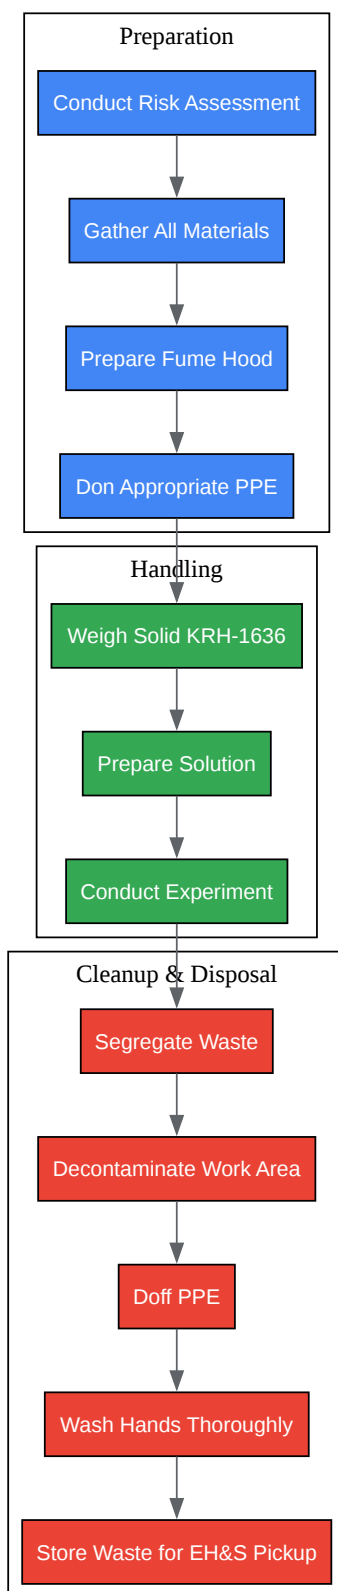 Preparation
Conduct Risk Assessment
Gather All Materials
Prepare Fume Hood
Don Appropriate PPE
Handling
Weigh Solid KRH-1636
Prepare Solution
Conduct Experiment
Cleanup & Disposal
Segregate Waste
Decontaminate Work Area
Doff PPE
Wash Hands Thoroughly
Store Waste for EH&S Pickup